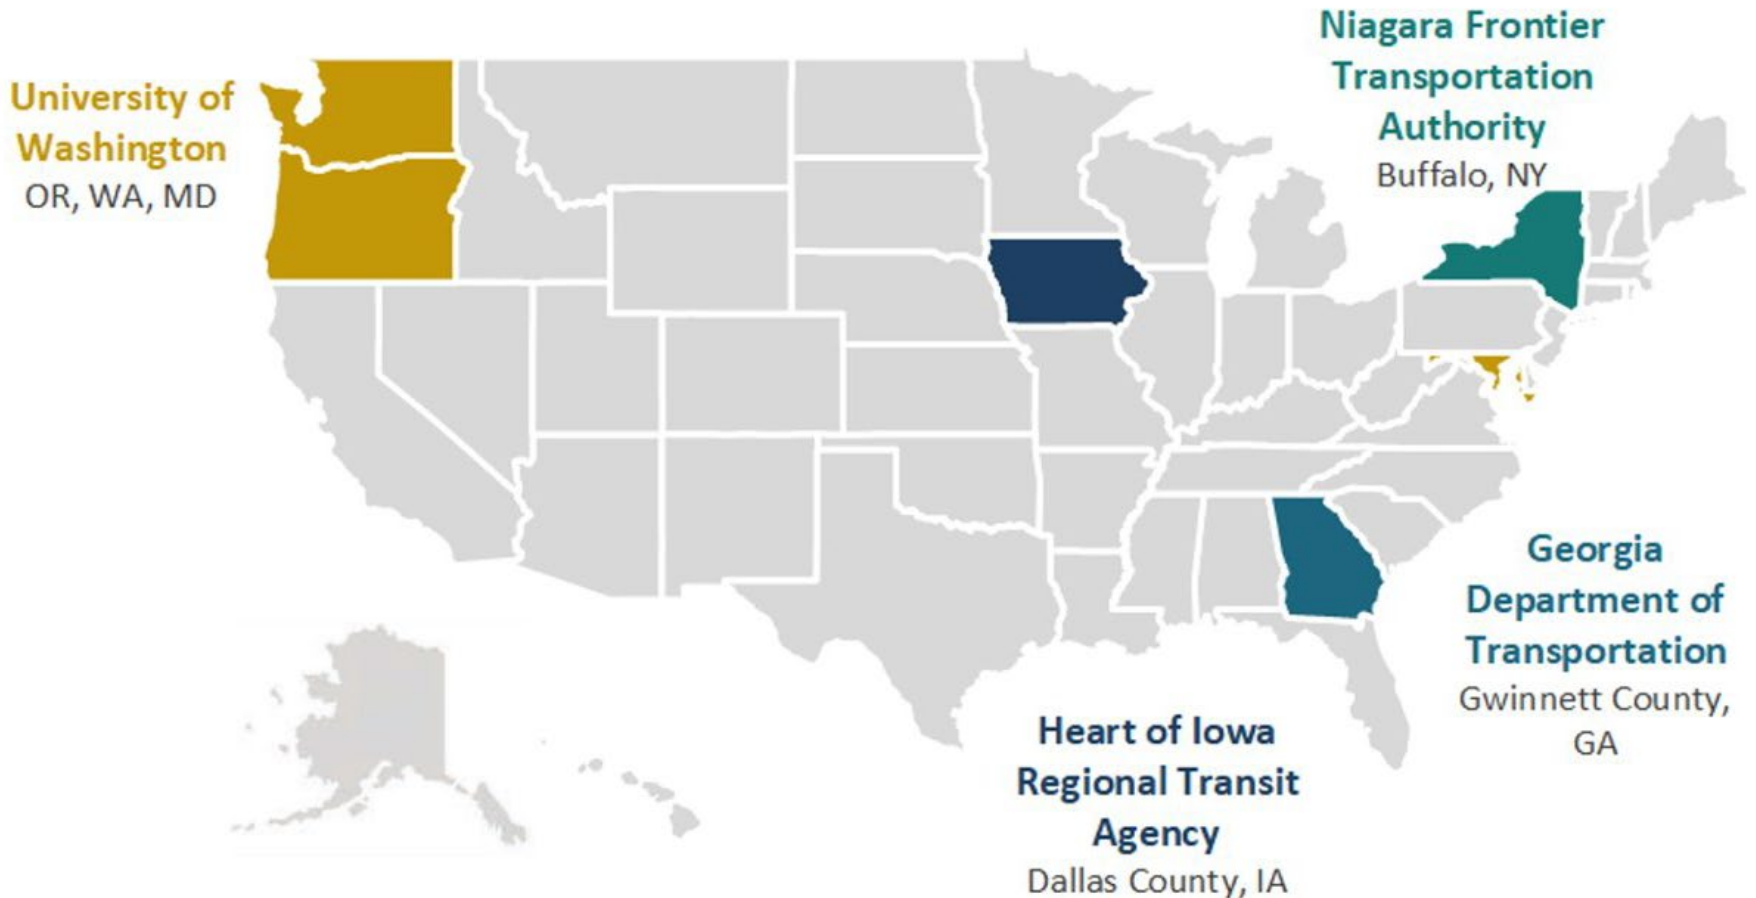 University of
Washington
OR, WA, MD
Niagara Frontier
Transportation
Authority
Buffalo, NY
Georgia
Department of
Transportation
Gwinnett County,
GA
Heart of Iowa
Regional Transit
Agency
Dallas County, IA